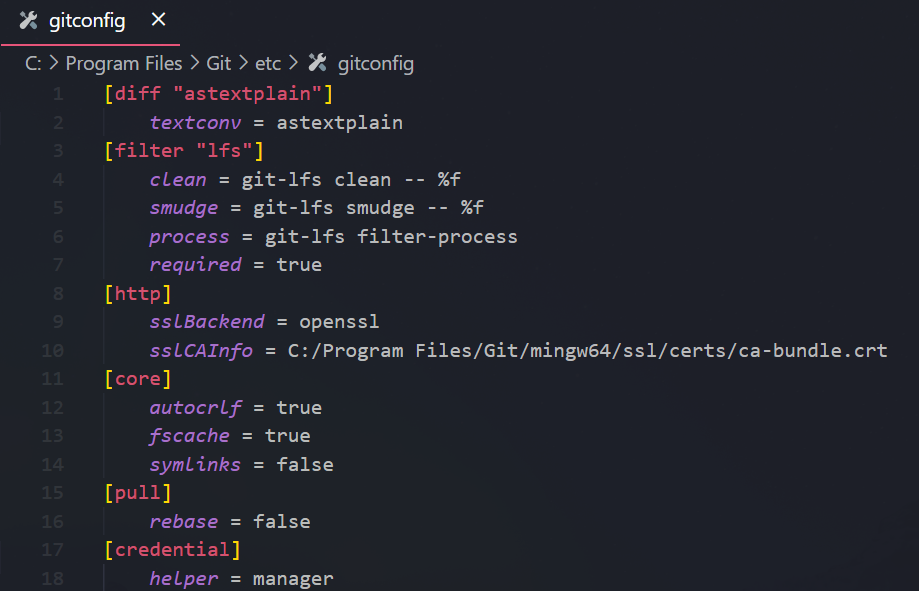 gitconfig ×
C: > Program Files > Git > etc > gitconfig
1 [diff "astextplain"]
2     textconv = astextplain
3 [filter "lfs"]
4     clean = git-lfs clean -- %f
5     smudge = git-lfs smudge -- %f
6     process = git-lfs filter-process
7     required = true
8 [http]
9     sslBackend = openssl
10     sslCAInfo = C:/Program Files/Git/mingw64/ssl/certs/ca-bundle.crt
11 [core]
12     autocrlf = true
13     fscache = true
14     symlinks = false
15 [pull]
16     rebase = false
17 [credential]
18     helper = manager